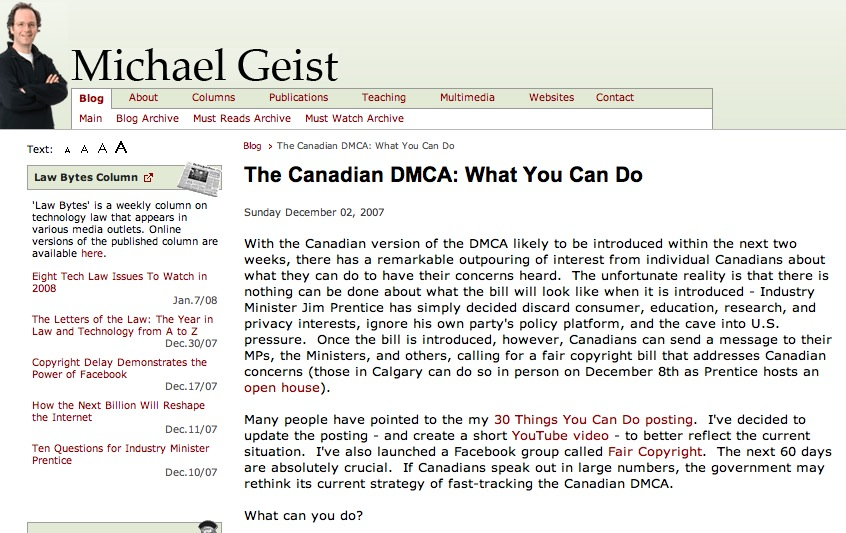 Michael Geist
Blog About Columns Publications Teaching Multimedia Websites Contact
Main Blog Archive Must Reads Archive Must Watch Archive
Text: A A A A
Law Bytes Column
'Law Bytes' is a weekly column on
technology law that appears in
various media outlets. Online
versions of the published column are
available here.
Eight Tech Law Issues To Watch in
2008
Jan.7/08
The Letters of the Law: The Year in
Law and Technology from A to Z
Dec.30/07
Copyright Delay Demonstrates the
Power of Facebook
Dec.17/07
How the Next Billion Will Reshape
the Internet
Dec.11/07
Ten Questions for Industry Minister
Prentice
Dec.10/07
Blog > The Canadian DMCA: What You Can Do
The Canadian DMCA: What You Can Do
Sunday December 02, 2007
With the Canadian version of the DMCA likely to be introduced within the next two
weeks, there has a remarkable outpouring of interest from individual Canadians about
what they can do to have their concerns heard.  The unfortunate reality is that there is
nothing can be done about what the bill will look like when it is introduced - Industry
Minister Jim Prentice has simply decided discard consumer, education, research, and
privacy interests, ignore his own party's policy platform, and the cave into U.S.
pressure.  Once the bill is introduced, however, Canadians can send a message to their
MPs, the Ministers, and others, calling for a fair copyright bill that addresses Canadian
concerns (those in Calgary can do so in person on December 8th as Prentice hosts an
open house).
Many people have pointed to the my 30 Things You Can Do posting.  I've decided to
update the posting - and create a short YouTube video - to better reflect the current
situation.  I've also launched a Facebook group called Fair Copyright.  The next 60 days
are absolutely crucial.  If Canadians speak out in large numbers, the government may
rethink its current strategy of fast-tracking the Canadian DMCA.
What can you do?